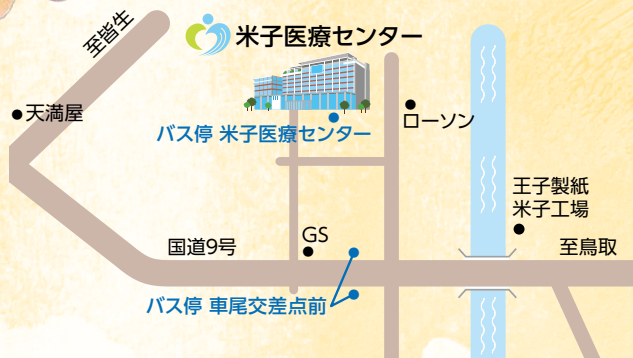 至皆生
米子医療センター
天満屋
バス停 米子医療センター
ローソン
王子製紙
米子工場
国道9号
GS
至鳥取
バス停 車尾交差点前